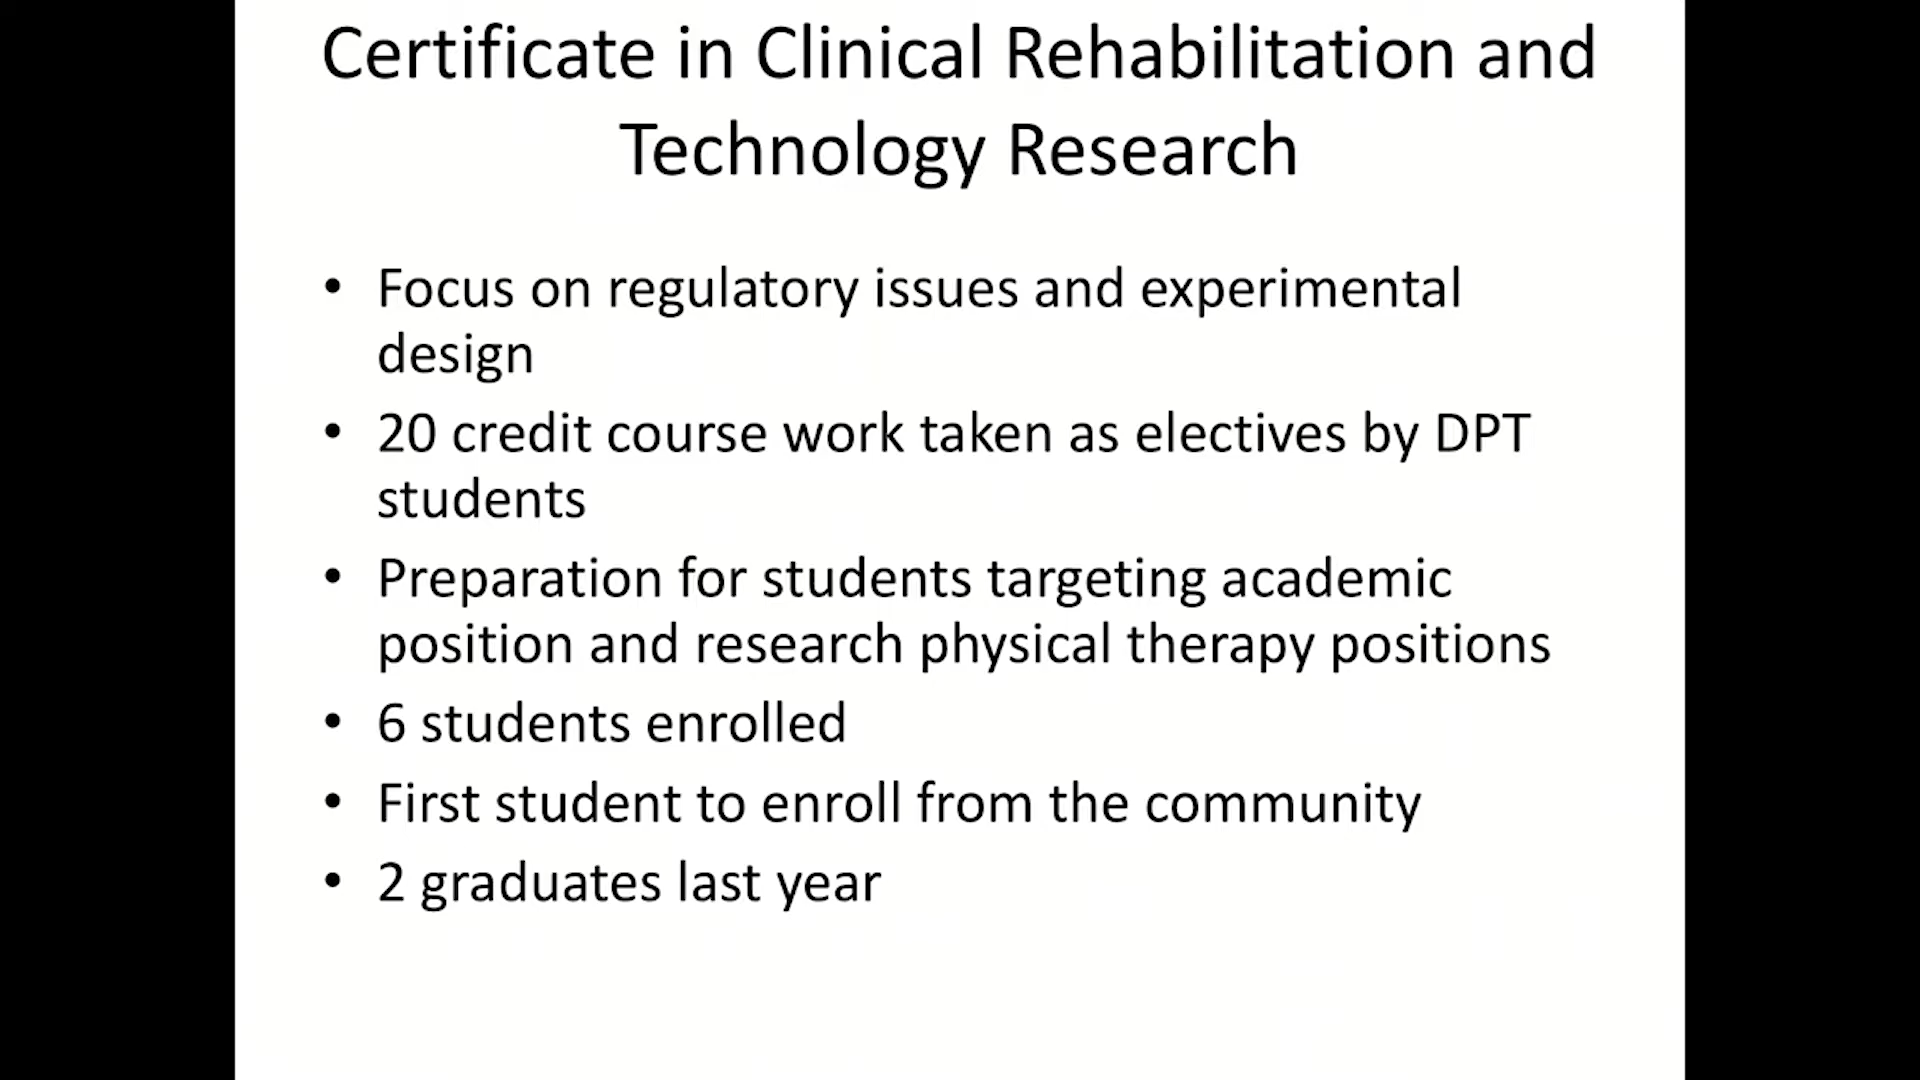 Certificate in Clinical Rehabilitation and
Technology Research
• Focus on regulatory issues and experimental
design
• 20 credit course work taken as electives by DPT
students
• Preparation for students targeting academic
position and research physical therapy positions
• 6 students enrolled
• First student to enroll from the community
• 2 graduates last year